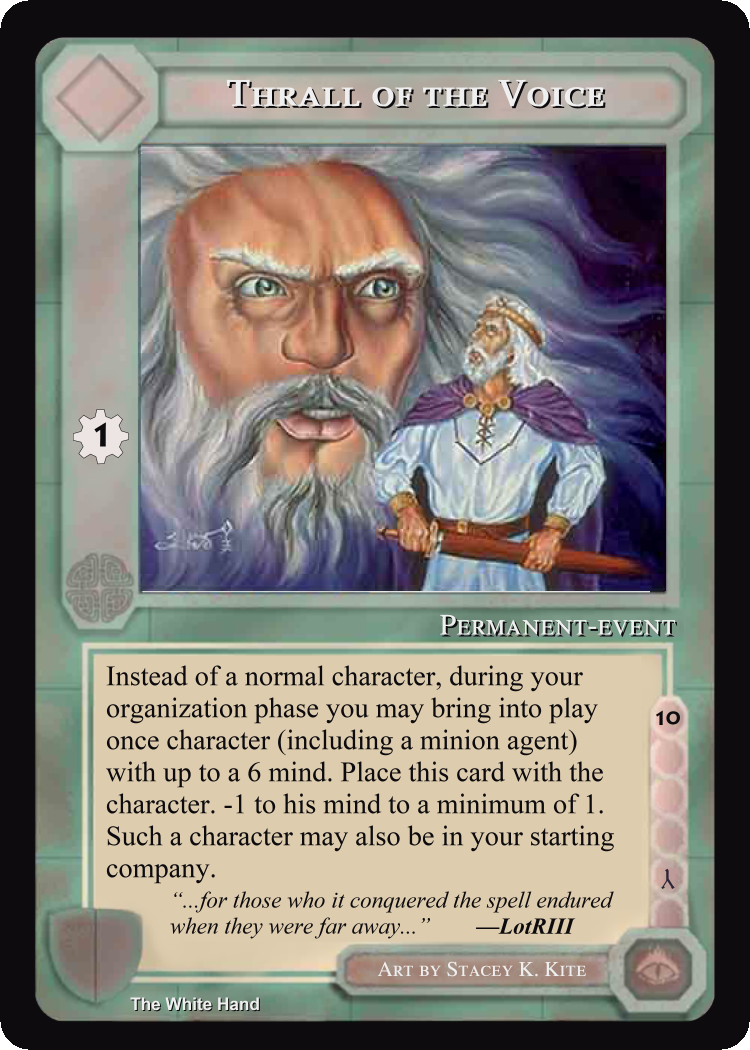 Thrall of the Voice
1
Permanent-event
Instead of a normal character, during your
organization phase you may bring into play
once character (including a minion agent)
with up to a 6 mind. Place this card with the
character. -1 to his mind to a minimum of 1.
Such a character may also be in your starting
company.
“...for those who it conquered the spell endured
when they were far away...” —LotRIII
10
Art by Stacey K. Kite
The White Hand